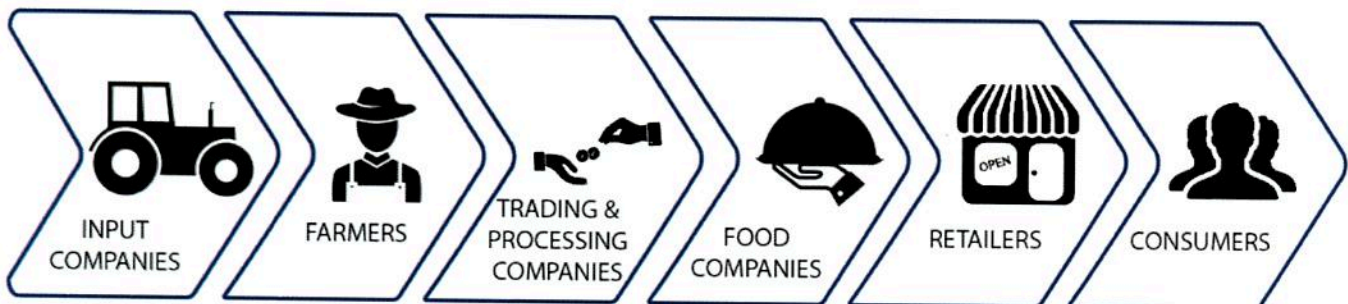 INPUT
COMPANIES
FARMERS
TRADING &
PROCESSING
COMPANIES
FOOD
COMPANIES
OPEN
RETAILERS
CONSUMERS